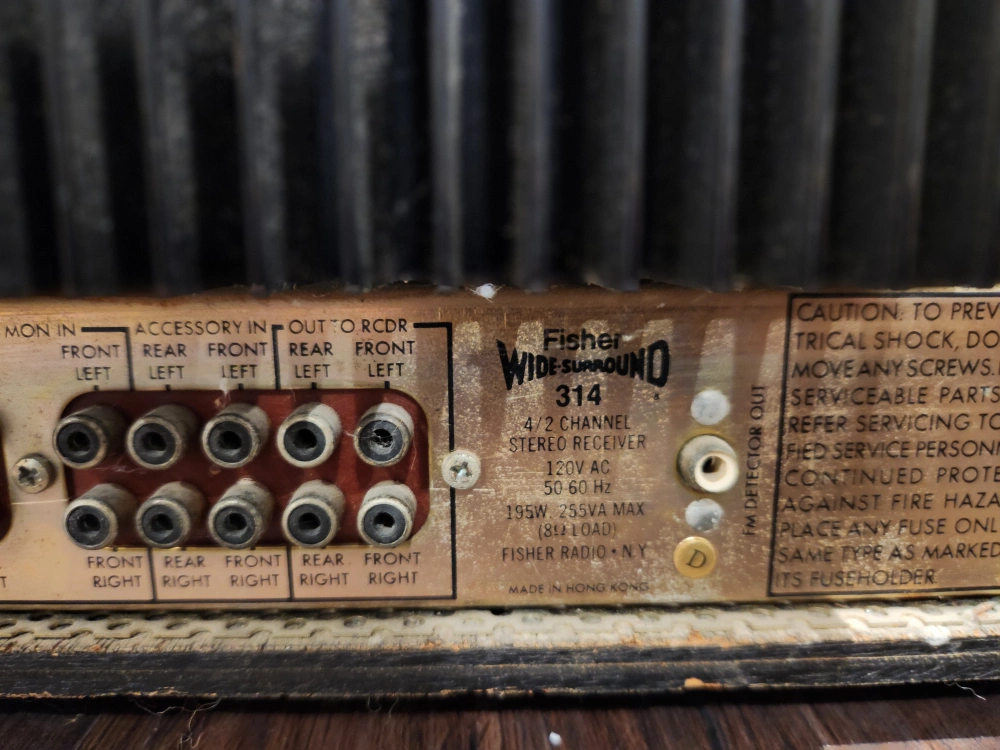 MON IN
FRONT LEFT
ACCESSORY IN
REAR LEFT
FRONT LEFT
OUT TO RCDR
REAR LEFT
FRONT LEFT
FRONT RIGHT
REAR RIGHT
FRONT RIGHT
REAR RIGHT
FRONT RIGHT
T
Fisher
WIDE-SURROUND
314
4/2 CHANNEL
STEREO RECEIVER
120V AC
50 60 Hz
195W, 255VA MAX
(8Ω LOAD)
FISHER RADIO • N.Y
MADE IN HONG KONG
FM DETECTOR OUT
D
CAUTION: TO PREV
TRICAL SHOCK, DO
MOVE ANY SCREWS.
SERVICEABLE PARTS
REFER SERVICING TO
FIED SERVICE PERSONN
CONTINUED PROTE
AGAINST FIRE HAZA
PLACE ANY FUSE ONL
SAME TYPE AS MARKED
ITS FUSEHOLDER.